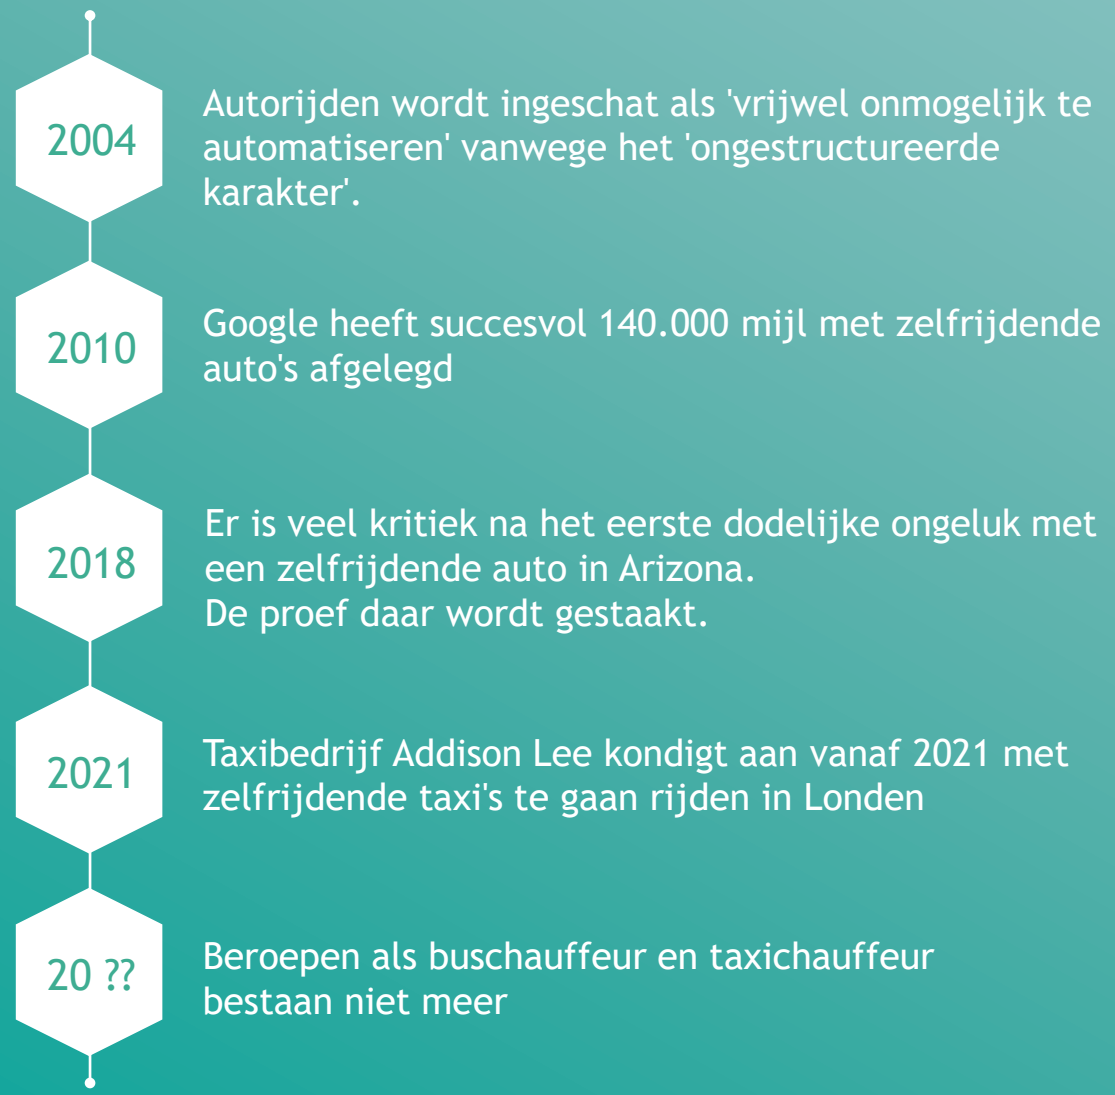 2004
Autorijden wordt ingeschat als 'vrijwel onmogelijk te
automatiseren' vanwege het 'ongestructureerde
karakter'.
2010
Google heeft succesvol 140.000 mijl met zelfrijdende
auto's afgelegd
2018
Er is veel kritiek na het eerste dodelijke ongeluk met
een zelfrijdende auto in Arizona.
De proef daar wordt gestaakt.
2021
Taxibedrijf Addison Lee kondigt aan vanaf 2021 met
zelfrijdende taxi's te gaan rijden in Londen
20 ??
Beroepen als buschauffeur en taxichauffeur
bestaan niet meer